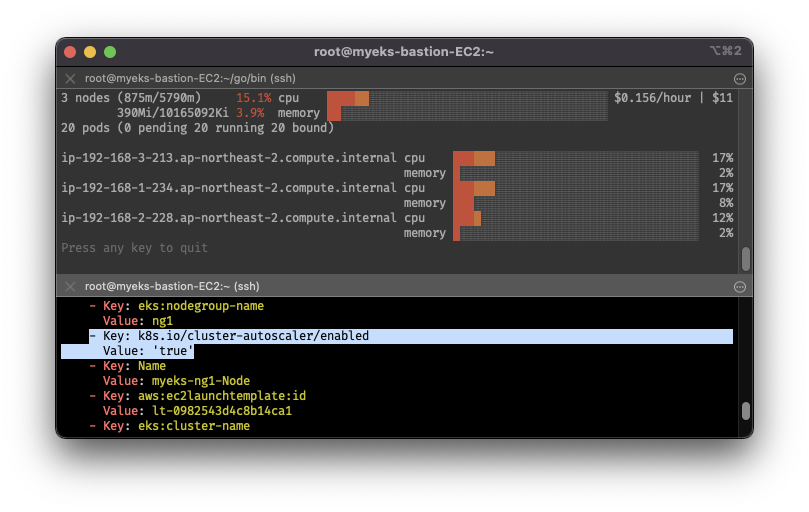 root@myeks-bastion-EC2:~
⌥⌘2
root@myeks-bastion-EC2:~/go/bin (ssh)
3 nodes (875m/5790m) 15.1% cpu $0.156/hour | $11
390Mi/10165092Ki 3.9% memory
20 pods (0 pending 20 running 20 bound)
ip-192-168-3-213.ap-northeast-2.compute.internal cpu 17%
memory 2%
ip-192-168-1-234.ap-northeast-2.compute.internal cpu 17%
memory 8%
ip-192-168-2-228.ap-northeast-2.compute.internal cpu 12%
memory 2%
Press any key to quit
root@myeks-bastion-EC2:~ (ssh)
- Key: eks:nodegroup-name
Value: ng1
- Key: k8s.io/cluster-autoscaler/enabled
Value: 'true'
- Key: Name
Value: myeks-ng1-Node
- Key: aws:ec2launchtemplate:id
Value: lt-0982543d4c8b14ca1
- Key: eks:cluster-name